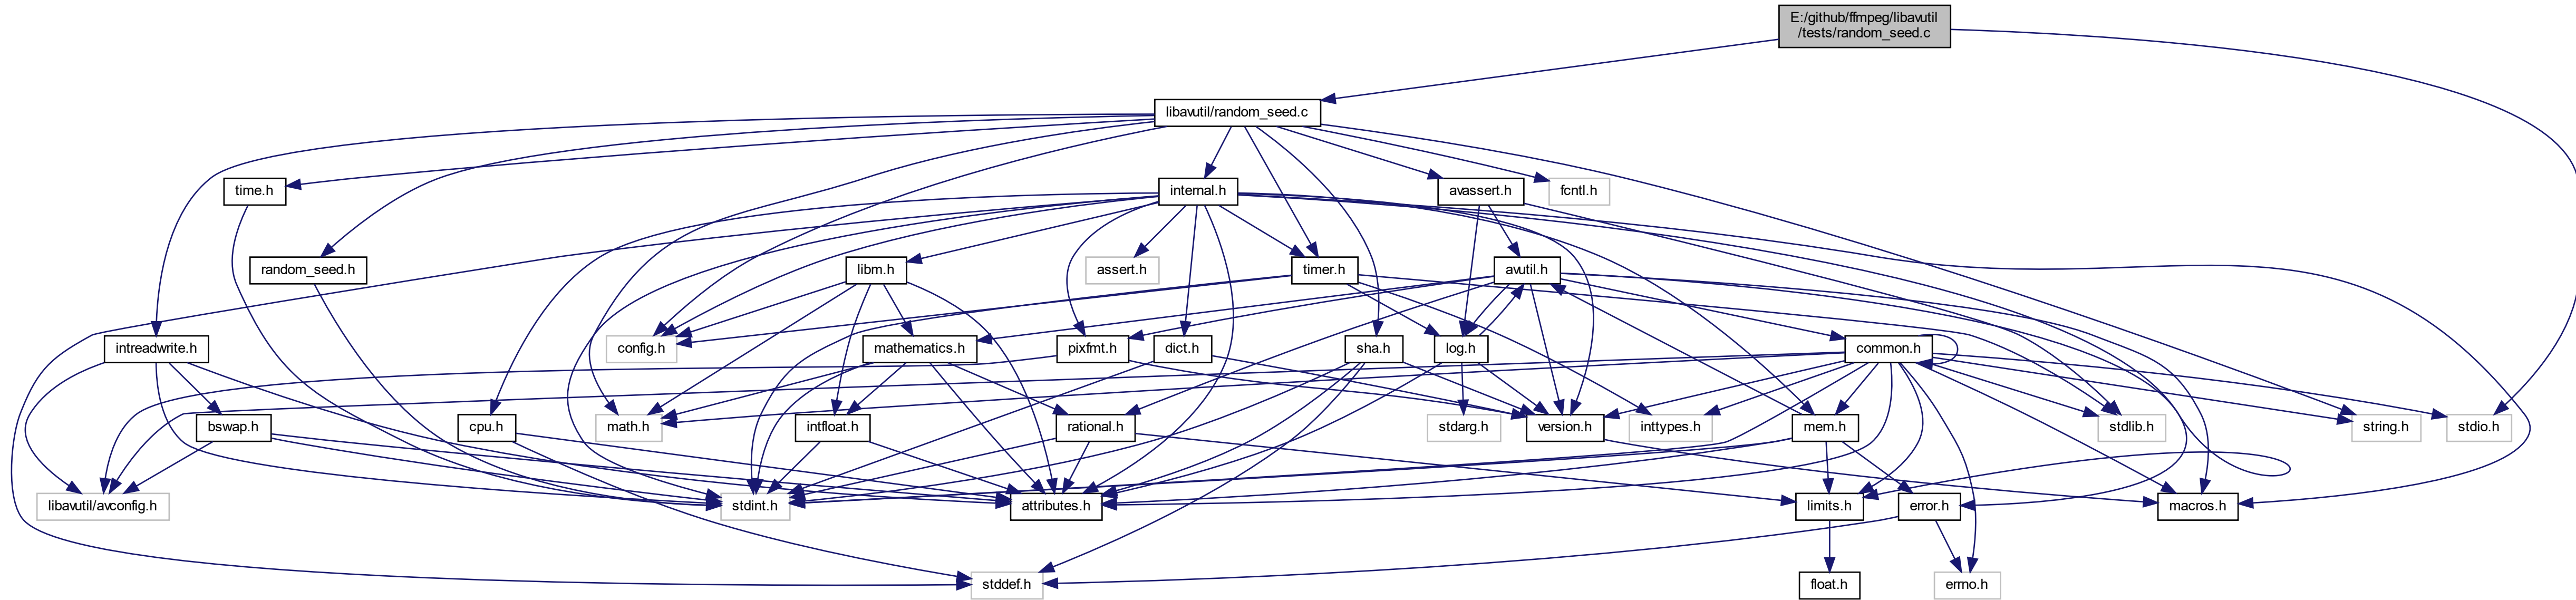 E:/github/ffmpeg/libavutil
/tests/random_seed.c
libavutil/random_seed.c
time.h
internal.h
avassert.h
fcntl.h
random_seed.h
libm.h
assert.h
timer.h
avutil.h
intreadwrite.h
config.h
mathematics.h
pixfmt.h
dict.h
sha.h
log.h
common.h
bswap.h
cpu.h
math.h
intfloat.h
rational.h
stdarg.h
version.h
inttypes.h
mem.h
stdlib.h
string.h
stdio.h
libavutil/avconfig.h
stdint.h
attributes.h
limits.h
error.h
macros.h
stddef.h
float.h
errno.h